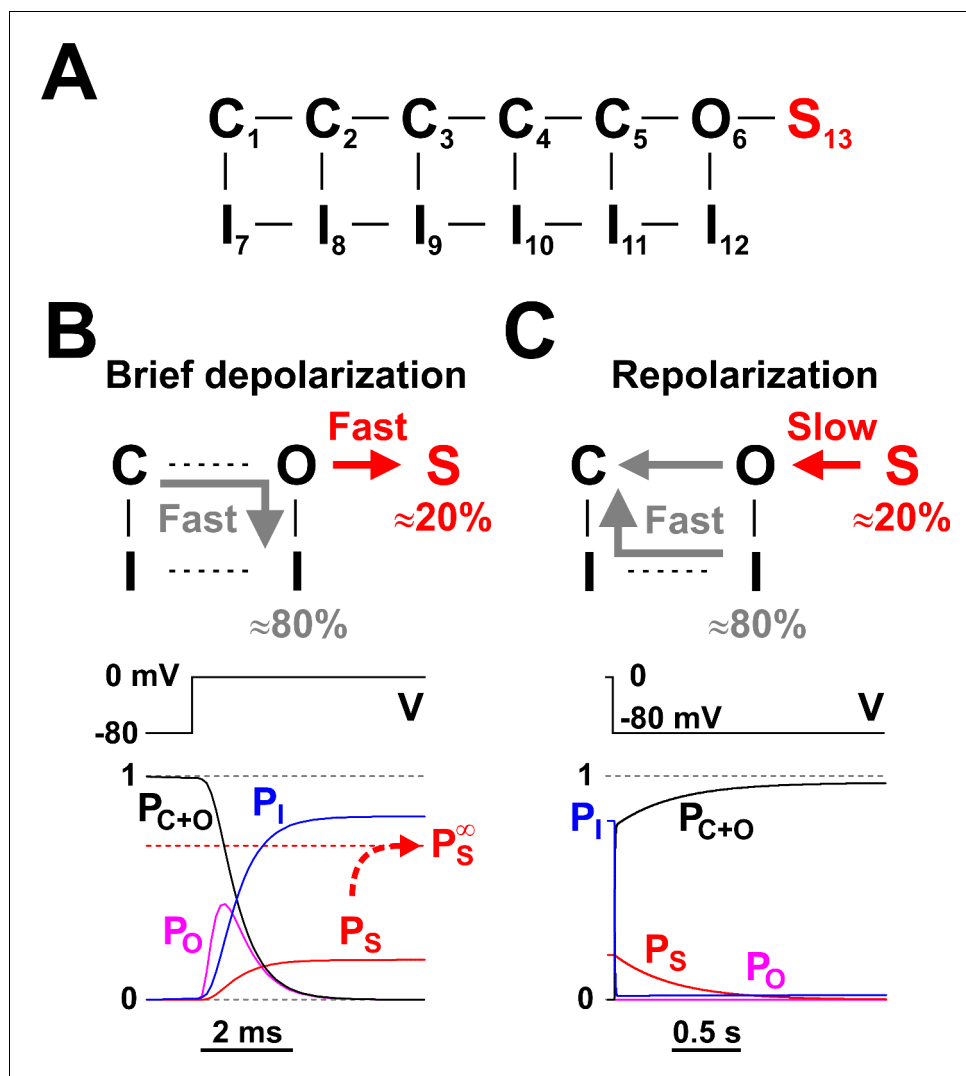 A
C1 — C2 — C3 — C4 — C5 — O6 — S13
I7 — I8 — I9 — I10 — I11 — I12
B
Brief depolarization
Fast
C O S
Fast
≈20%
I I
≈80%
0 mV
-80
V
1
PC+O
PI
PS∞
PO
PS
0
2 ms
C
Repolarization
Slow
C O S
Fast
≈20%
I I
≈80%
0
-80 mV
V
1
PI
PC+O
PS
PO
0
0.5 s